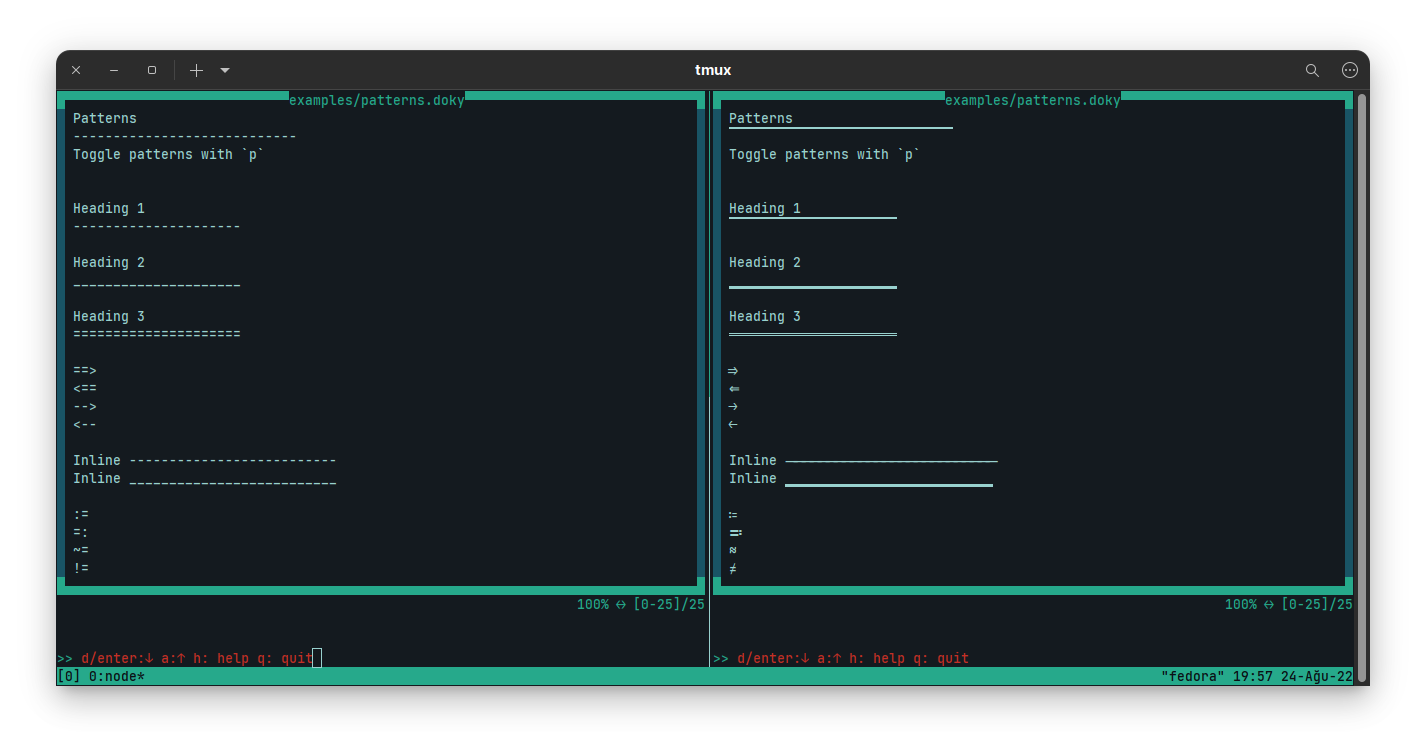 tmux
examples/patterns.doky
Patterns
----------------------------
Toggle patterns with `p`
Heading 1
---------------------
Heading 2
_____________________
Heading 3
=====================
==>
<==
-->
<--
Inline --------------------------
Inline __________________________
:=
=:
~=
!=
100% ↔ [0-25]/25
>> d/enter:↓ a:↑ h: help q: quit
examples/patterns.doky
Patterns
────────────────────────────
Toggle patterns with `p`
Heading 1
─────────────────────
Heading 2
▁▁▁▁▁▁▁▁▁▁▁▁▁▁▁▁▁▁▁▁▁
Heading 3
═════════════════════
⇒
⇐
→
←
Inline ──────────────────────────
Inline ▁▁▁▁▁▁▁▁▁▁▁▁▁▁▁▁▁▁▁▁▁▁▁▁▁▁
≔
≕
≈
≠
100% ↔ [0-25]/25
>> d/enter:↓ a:↑ h: help q: quit
[0] 0:node* "fedora" 19:57 24-Ağu-22